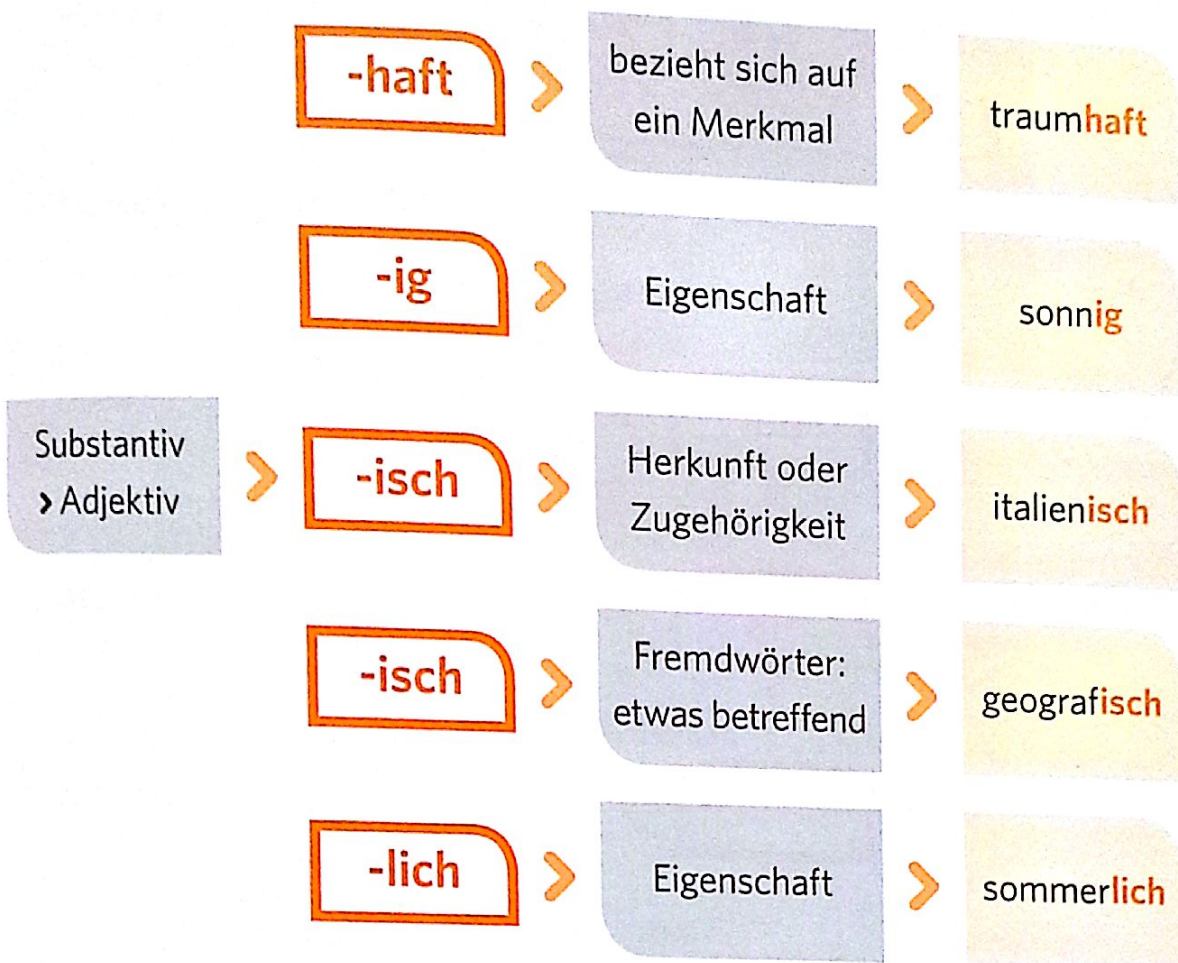 -haft
bezieht sich auf
ein Merkmal
traumhaft
-ig
Eigenschaft
sonnig
Substantiv
> Adjektiv
-isch
Herkunft oder
Zugehörigkeit
italienisch
-isch
Fremdwörter:
etwas betreffend
geografisch
-lich
Eigenschaft
sommerlich